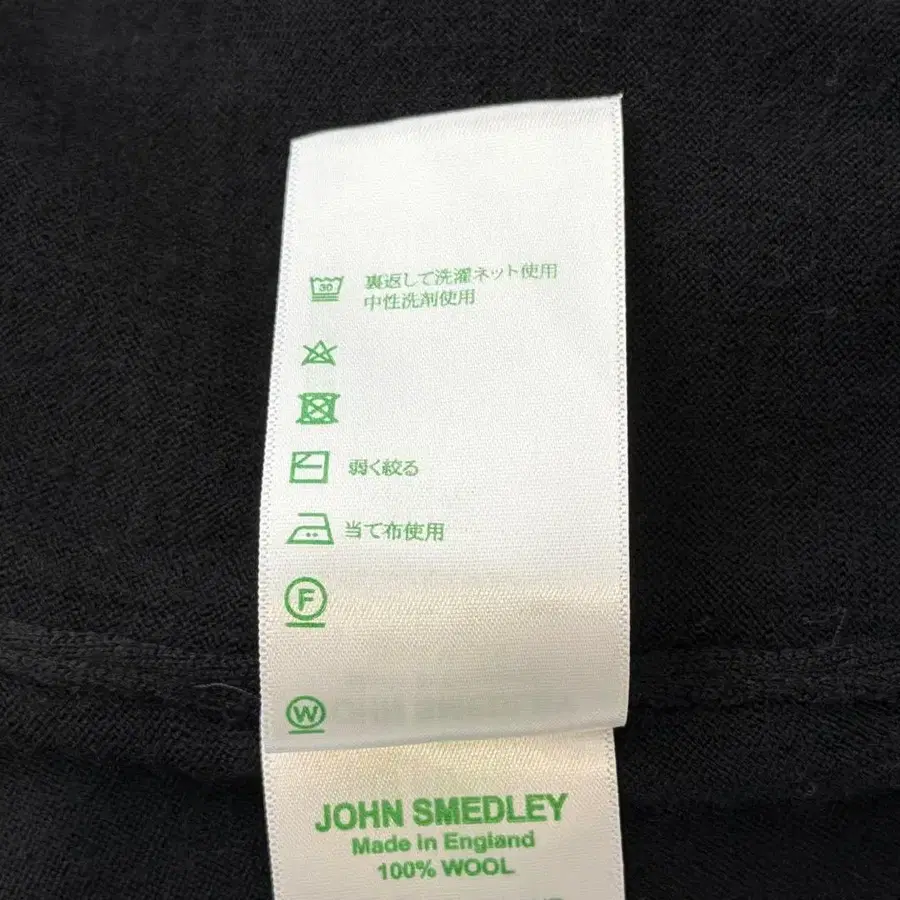 30 裏返して洗濯ネット使用
中性洗剤使用
弱く絞る
当て布使用
F
W
JOHN SMEDLEY
Made in England
100% WOOL